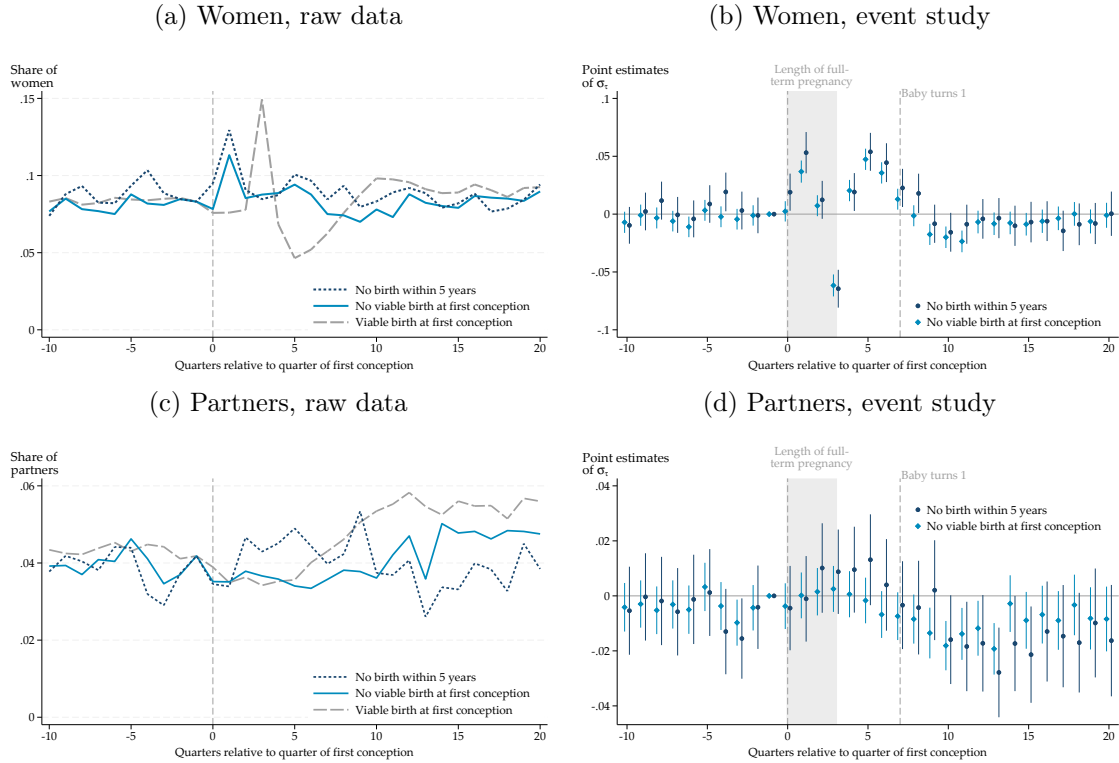 (a) Women, raw data
Share of
women
.15
.1
.05
0
No birth within 5 years
No viable birth at first conception
Viable birth at first conception
-10 -5 0 5 10 15 20
Quarters relative to quarter of first conception
(b) Women, event study
Point estimates
of στ
Length of full-
term pregnancy
Baby turns 1
.1
.05
0
-.05
-.1
No birth within 5 years
No viable birth at first conception
-10 -5 0 5 10 15 20
Quarters relative to quarter of first conception
(c) Partners, raw data
Share of
partners
.06
.04
.02
0
No birth within 5 years
No viable birth at first conception
Viable birth at first conception
-10 -5 0 5 10 15 20
Quarters relative to quarter of first conception
(d) Partners, event study
Point estimates
of στ
Length of full-
term pregnancy
Baby turns 1
.04
.02
0
-.02
-.04
No birth within 5 years
No viable birth at first conception
-10 -5 0 5 10 15 20
Quarters relative to quarter of first conception